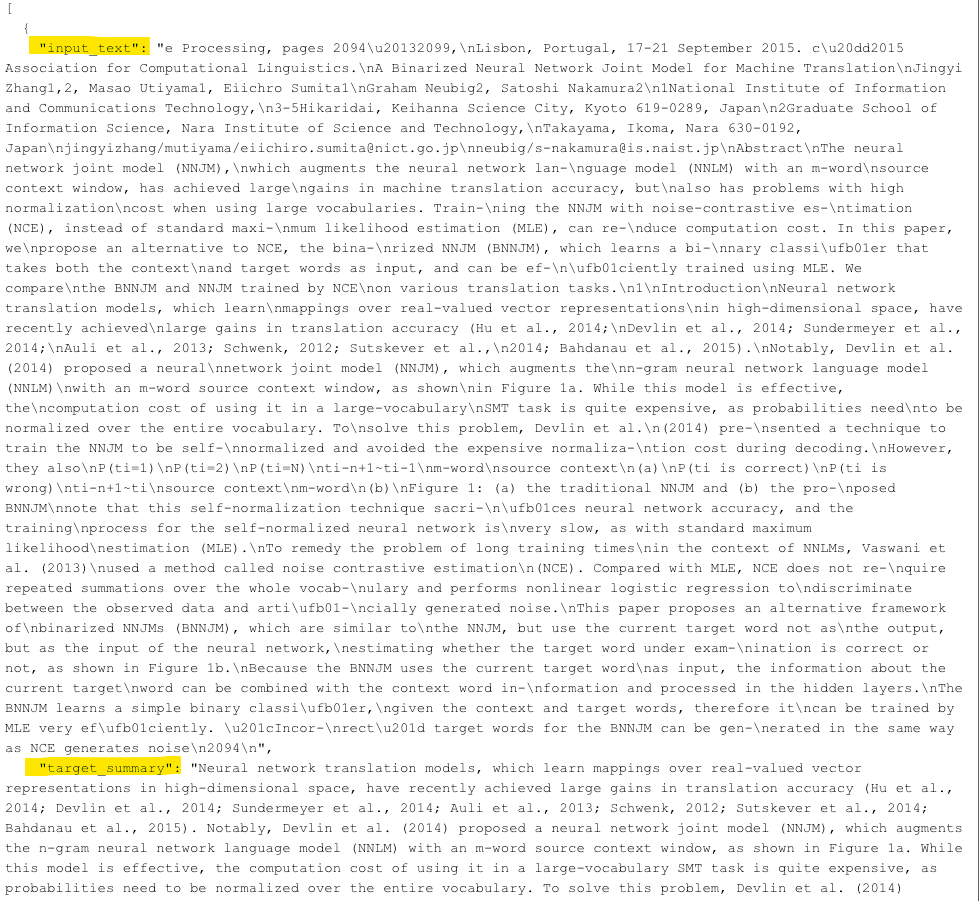 [
{
"input_text": "e Processing, pages 2094\u20132099,\nLisbon, Portugal, 17-21 September 2015. c\u20dd2015
Association for Computational Linguistics.\nA Binarized Neural Network Joint Model for Machine Translation\nJingyi
Zhang1,2, Masao Utiyama1, Eiichro Sumita1\nGraham Neubig2, Satoshi Nakamura2\n1National Institute of Information
and Communications Technology,\n3-5Hikaridai, Keihanna Science City, Kyoto 619-0289, Japan\n2Graduate School of
Information Science, Nara Institute of Science and Technology,\nTakayama, Ikoma, Nara 630-0192,
Japan\njingyizhang/mutiyama/eiichiro.sumita@nict.go.jp\nneubig/s-nakamura@is.naist.jp\nAbstract\nThe neural
network joint model (NNJM),\nwhich augments the neural network lan-\nguage model (NNLM) with an m-word\nsource
context window, has achieved large\ngains in machine translation accuracy, but\nalso has problems with high
normalization\ncost when using large vocabularies. Train-\ning the NNJM with noise-contrastive es-\ntimation
(NCE), instead of standard maxi-\nmum likelihood estimation (MLE), can re-\nduce computation cost. In this paper,
we\npropose an alternative to NCE, the bina-\nrized NNJM (BNNJM), which learns a bi-\nnary classi\ufb01er that
takes both the context\nand target words as input, and can be ef-\n\ufb01ciently trained using MLE. We
compare\nthe BNNJM and NNJM trained by NCE\non various translation tasks.\n1\nIntroduction\nNeural network
translation models, which learn\nmappings over real-valued vector representations\nin high-dimensional space, have
recently achieved\nlarge gains in translation accuracy (Hu et al., 2014;\nDevlin et al., 2014; Sundermeyer et al.,
2014;\nAuli et al., 2013; Schwenk, 2012; Sutskever et al.,\n2014; Bahdanau et al., 2015).\nNotably, Devlin et al.
(2014) proposed a neural\nnetwork joint model (NNJM), which augments the\nn-gram neural network language model
(NNLM)\nwith an m-word source context window, as shown\nin Figure 1a. While this model is effective,
the\ncomputation cost of using it in a large-vocabulary\nSMT task is quite expensive, as probabilities need\nto be
normalized over the entire vocabulary. To\nsolve this problem, Devlin et al.\n(2014) pre-\nsented a technique to
train the NNJM to be self-\nnormalized and avoided the expensive normaliza-\ntion cost during decoding.\nHowever,
they also\nP(ti=1)\nP(ti=2)\nP(ti=N)\nti-n+1~ti-1\nm-word\nsource context\n(a)\nP(ti is correct)\nP(ti is
wrong)\nti-n+1~ti\nsource context\nm-word\n(b)\nFigure 1: (a) the traditional NNJM and (b) the pro-\nposed
BNNJM\nnote that this self-normalization technique sacri-\n\ufb01ces neural network accuracy, and the
training\nprocess for the self-normalized neural network is\nvery slow, as with standard maximum
likelihood\nestimation (MLE).\nTo remedy the problem of long training times\nin the context of NNLMs, Vaswani et
al. (2013)\nused a method called noise contrastive estimation\n(NCE). Compared with MLE, NCE does not re-\nquire
repeated summations over the whole vocab-\nulary and performs nonlinear logistic regression to\ndiscriminate
between the observed data and arti\ufb01-\ncially generated noise.\nThis paper proposes an alternative framework
of\nbinarized NNJMs (BNNJM), which are similar to\nthe NNJM, but use the current target word not as\nthe output,
but as the input of the neural network,\nestimating whether the target word under exam-\nination is correct or
not, as shown in Figure 1b.\nBecause the BNNJM uses the current target word\nas input, the information about the
current target\nword can be combined with the context word in-\nformation and processed in the hidden layers.\nThe
BNNJM learns a simple binary classi\ufb01er,\ngiven the context and target words, therefore it\ncan be trained by
MLE very ef\ufb01ciently. \u201cIncor-\nrect\u201d target words for the BNNJM can be gen-\nerated in the same way
as NCE generates noise\n2094\n",
"target_summary": "Neural network translation models, which learn mappings over real-valued vector
representations in high-dimensional space, have recently achieved large gains in translation accuracy (Hu et al.,
2014; Devlin et al., 2014; Sundermeyer et al., 2014; Auli et al., 2013; Schwenk, 2012; Sutskever et al., 2014;
Bahdanau et al., 2015). Notably, Devlin et al. (2014) proposed a neural network joint model (NNJM), which augments
the n-gram neural network language model (NNLM) with an m-word source context window, as shown in Figure 1a. While
this model is effective, the computation cost of using it in a large-vocabulary SMT task is quite expensive, as
probabilities need to be normalized over the entire vocabulary. To solve this problem, Devlin et al. (2014)